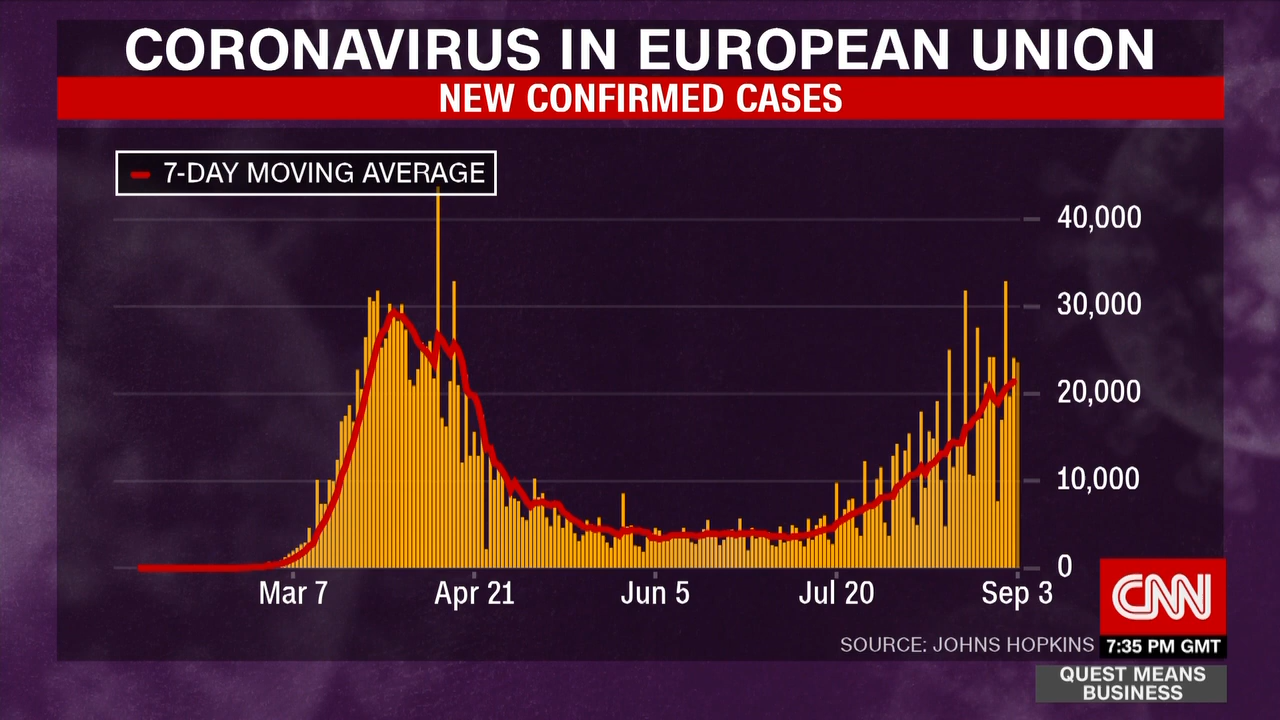 CORONAVIRUS IN EUROPEAN UNION
NEW CONFIRMED CASES
7-DAY MOVING AVERAGE
40,000
30,000
20,000
10,000
0
Mar 7
Apr 21
Jun 5
Jul 20
Sep 3
SOURCE: JOHNS HOPKINS
CNN
7:35 PM GMT
QUEST MEANS
BUSINESS